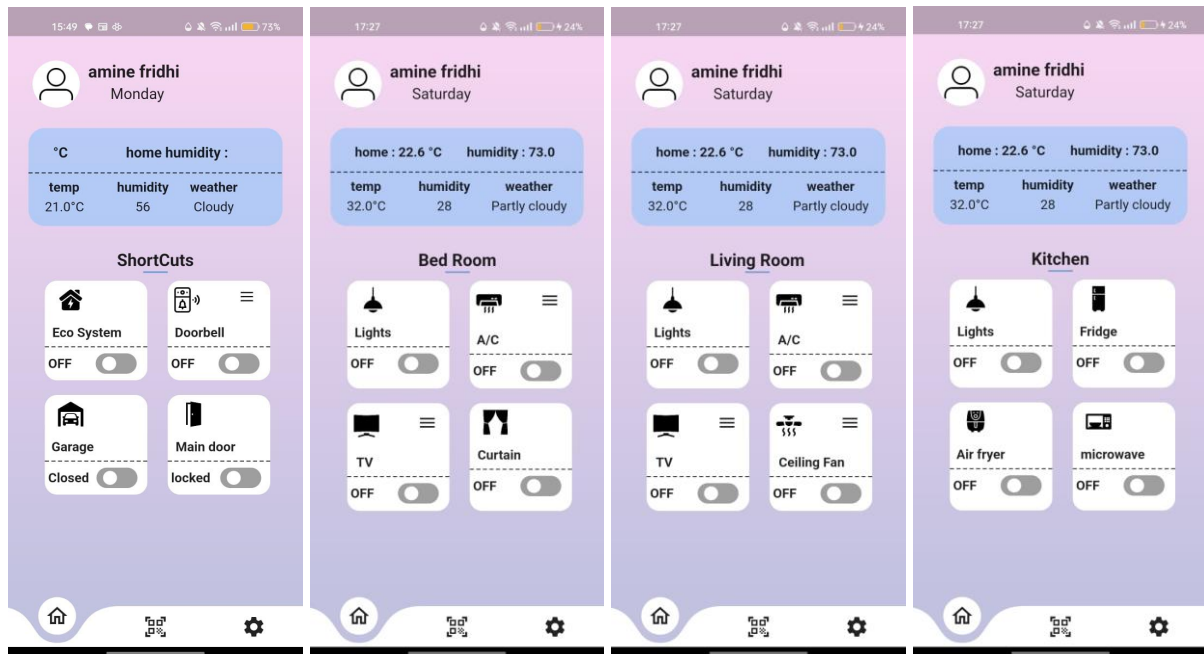 15:49 73%
amine fridhi
Monday
°C home humidity :
temp humidity weather
21.0°C 56 Cloudy
ShortCuts
Eco System Doorbell
OFF OFF
Garage Main door
Closed locked
17:27 24%
amine fridhi
Saturday
home : 22.6 °C humidity : 73.0
temp humidity weather
32.0°C 28 Partly cloudy
Bed Room
Lights A/C
OFF OFF
TV Curtain
OFF OFF
17:27 24%
amine fridhi
Saturday
home : 22.6 °C humidity : 73.0
temp humidity weather
32.0°C 28 Partly cloudy
Living Room
Lights A/C
OFF OFF
TV Ceiling Fan
OFF OFF
17:27 24%
amine fridhi
Saturday
home : 22.6 °C humidity : 73.0
temp humidity weather
32.0°C 28 Partly cloudy
Kitchen
Lights Fridge
OFF OFF
Air fryer microwave
OFF OFF